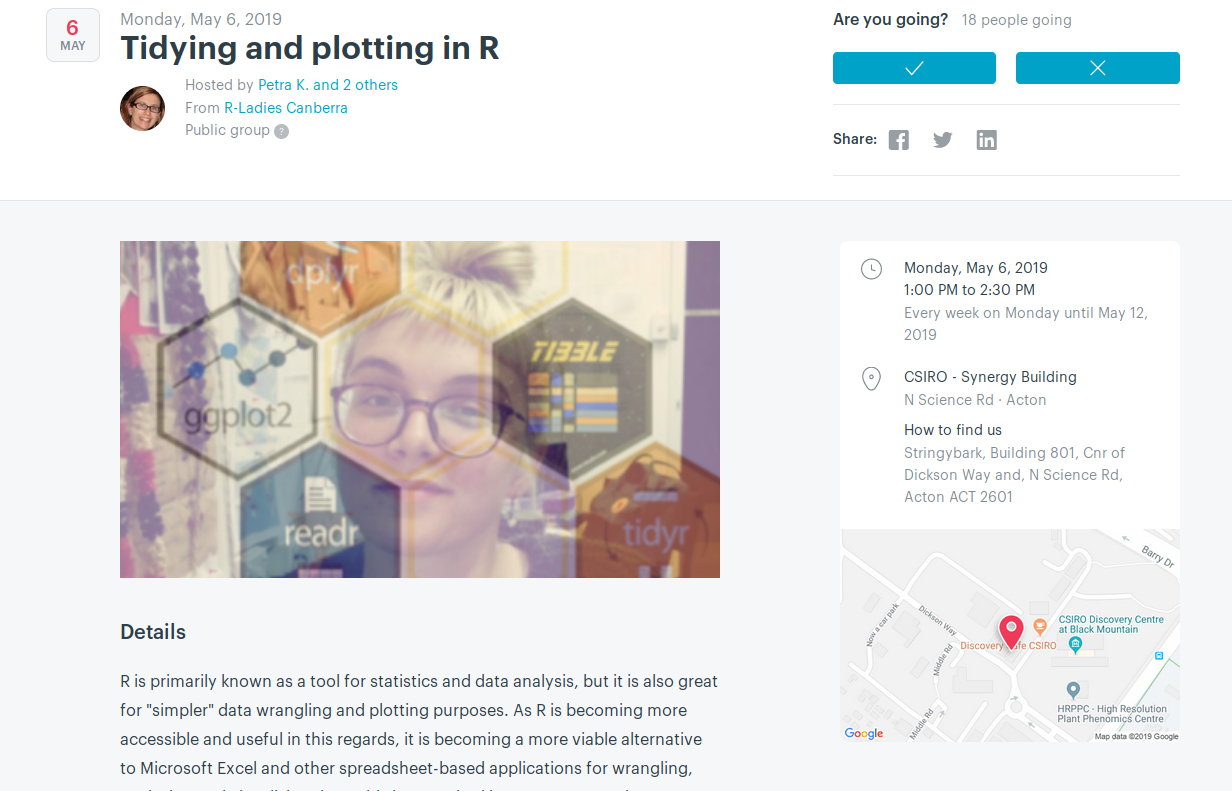 6
MAY
Monday, May 6, 2019
Tidying and plotting in R
Hosted by Petra K. and 2 others
From R-Ladies Canberra
Public group ?
Are you going? 18 people going
Share:
dplyr
ggplot2
TIBBLE
readr
tidyr
Details
R is primarily known as a tool for statistics and data analysis, but it is also great
for "simpler" data wrangling and plotting purposes. As R is becoming more
accessible and useful in this regards, it is becoming a more viable alternative
to Microsoft Excel and other spreadsheet-based applications for wrangling,
Monday, May 6, 2019
1:00 PM to 2:30 PM
Every week on Monday until May 12,
2019
CSIRO - Synergy Building
N Science Rd · Acton
How to find us
Stringybark, Building 801, Cnr of
Dickson Way and, N Science Rd,
Acton ACT 2601
Barry Dr
Now a car park
Dickson Way
Middle Rd
CSIRO Discovery Centre
at Black Mountain
Discovery Cafe CSIRO
HRPPC - High Resolution
Plant Phenomics Centre
Middle Rd
Google
Map data ©2019 Google